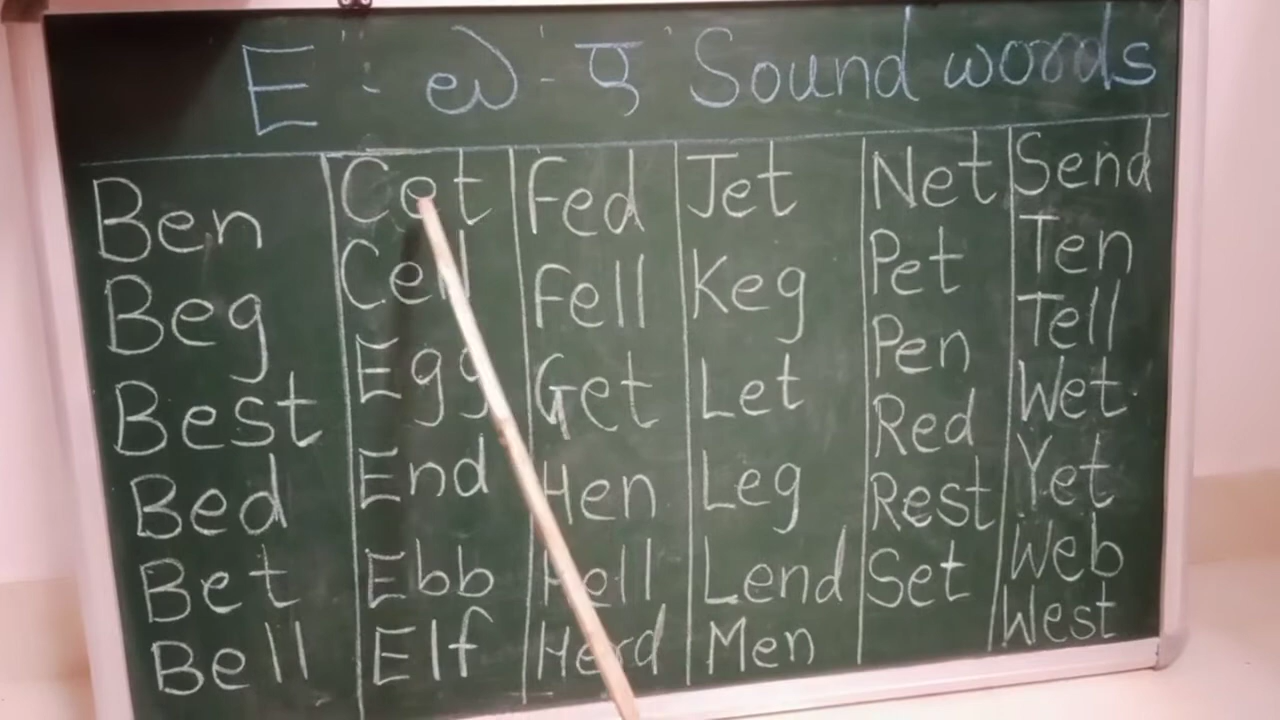 E : ಎ - ए Sound words
Ben
Beg
Best
Bed
Bet
Bell
Cet
Cell
Egg
End
Ebb
Elf
Fed
Fell
Get
Hen
Hell
Herd
Jet
Keg
Let
Leg
Lend
Men
Net
Pet
Pen
Red
Rest
Set
Send
Ten
Tell
Wet
Yet
Web
West